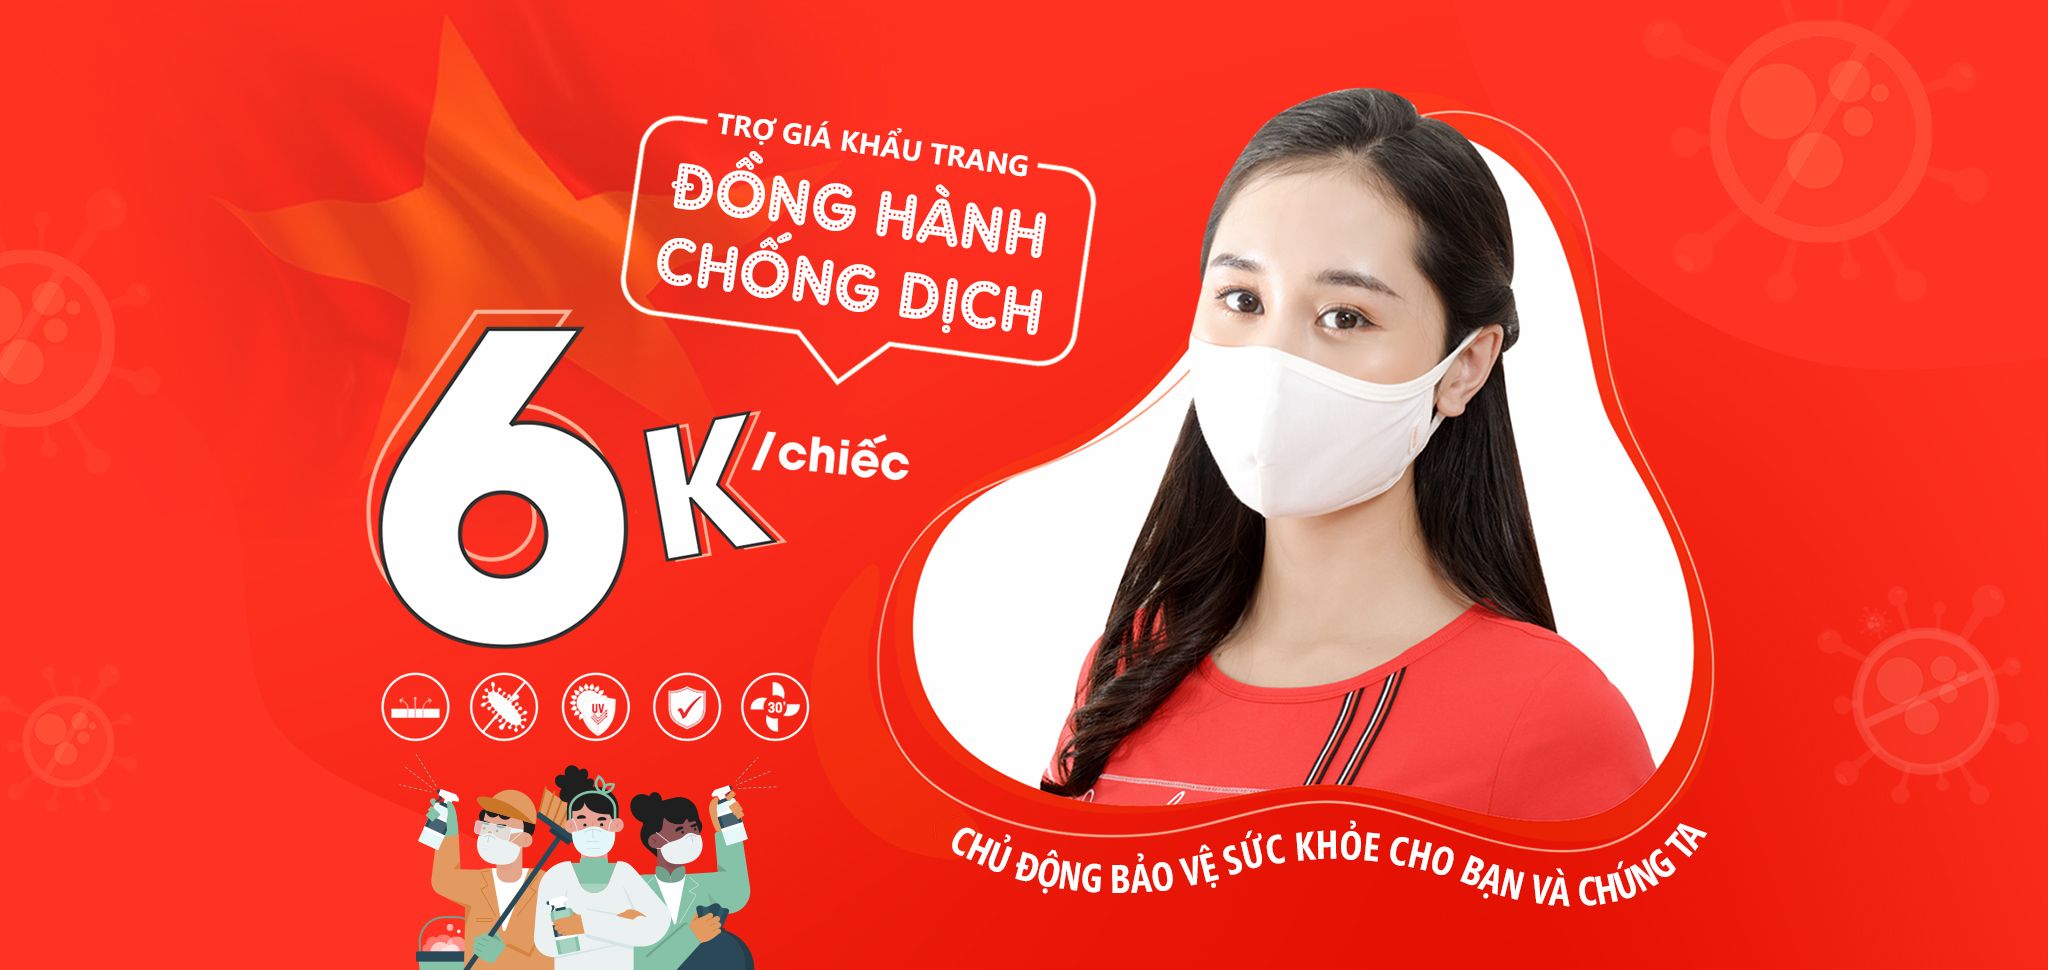 TRỢ GIÁ KHẨU TRANG
ĐỒNG HÀNH
CHỐNG DỊCH
6K/chiếc
UV
30'
CHỦ ĐỘNG BẢO VỆ SỨC KHỎE CHO BẠN VÀ CHÚNG TA